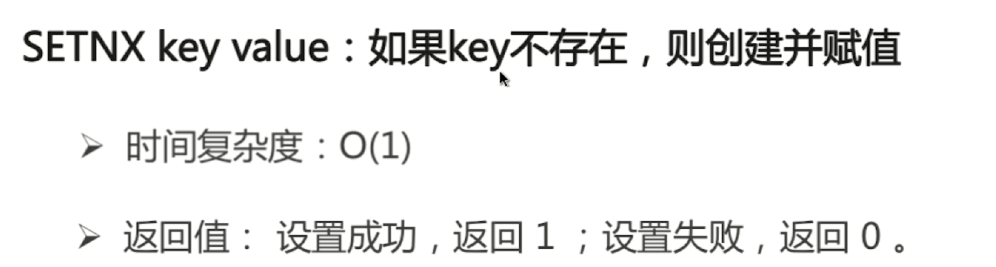 SETNX key value：如果key不存在，则创建并赋值
时间复杂度：O(1)
返回值： 设置成功，返回 1 ；设置失败，返回 0 。